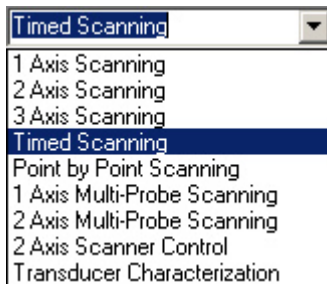 Timed Scanning
1 Axis Scanning
2 Axis Scanning
3 Axis Scanning
Timed Scanning
Point by Point Scanning
1 Axis Multi-Probe Scanning
2 Axis Multi-Probe Scanning
2 Axis Scanner Control
Transducer Characterization